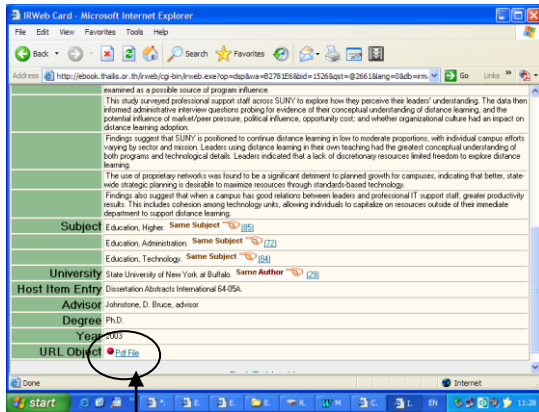 IRWeb Card - Microsoft Internet Explorer
File Edit View Favorites Tools Help
Back Search Favorites
Address http://ebook.thailis.or.th/irweb/cgi-bin/irweb.exe?op=dsp&wa=B2781E6&bid=1526&qst=@2661&lang=0&db=irm. Go Links
examined as a possible source of program influence.
This study surveyed professional support staff across SUNY to explore how they perceive their leaders' understanding. The data then
informed administrative interview questions probing for evidence of their conceptual understanding of distance learning, and the
potential influence of market/peer pressure, political influence, opportunity cost; and whether organizational culture had an impact on
distance learning adoption.
Findings suggest that SUNY is positioned to continue distance learning in low to moderate proportions, with individual campus efforts
varying by sector and mission. Leaders using distance learning in their own teaching had the greatest conceptual understanding of
both programs and technological details. Leaders indicated that a lack of discretionary resources limited freedom to explore distance
learning.
The use of proprietary networks was found to be a significant detriment to planned growth for campuses, indicating that better, state-
wide strategic planning is desirable to maximize resources through standards-based technology.
Findings also suggest that when a campus has good relations between leaders and professional IT support staff, greater productivity
results. This includes cohesion among technology units, allowing individuals to capitalize on resources outside of their immediate
department to support distance learning.
Subject Education, Higher. Same Subject (85)
Education, Administration. Same Subject (72)
Education, Technology. Same Subject (84)
University State University of New York at Buffalo. Same Author (29)
Host Item Entry Dissertation Abstracts International 64-05A.
Advisor Johnstone, D. Bruce, advisor
Degree Ph.D.
Year 2003
URL Object Pdf File
Done Internet
start EN 11:28